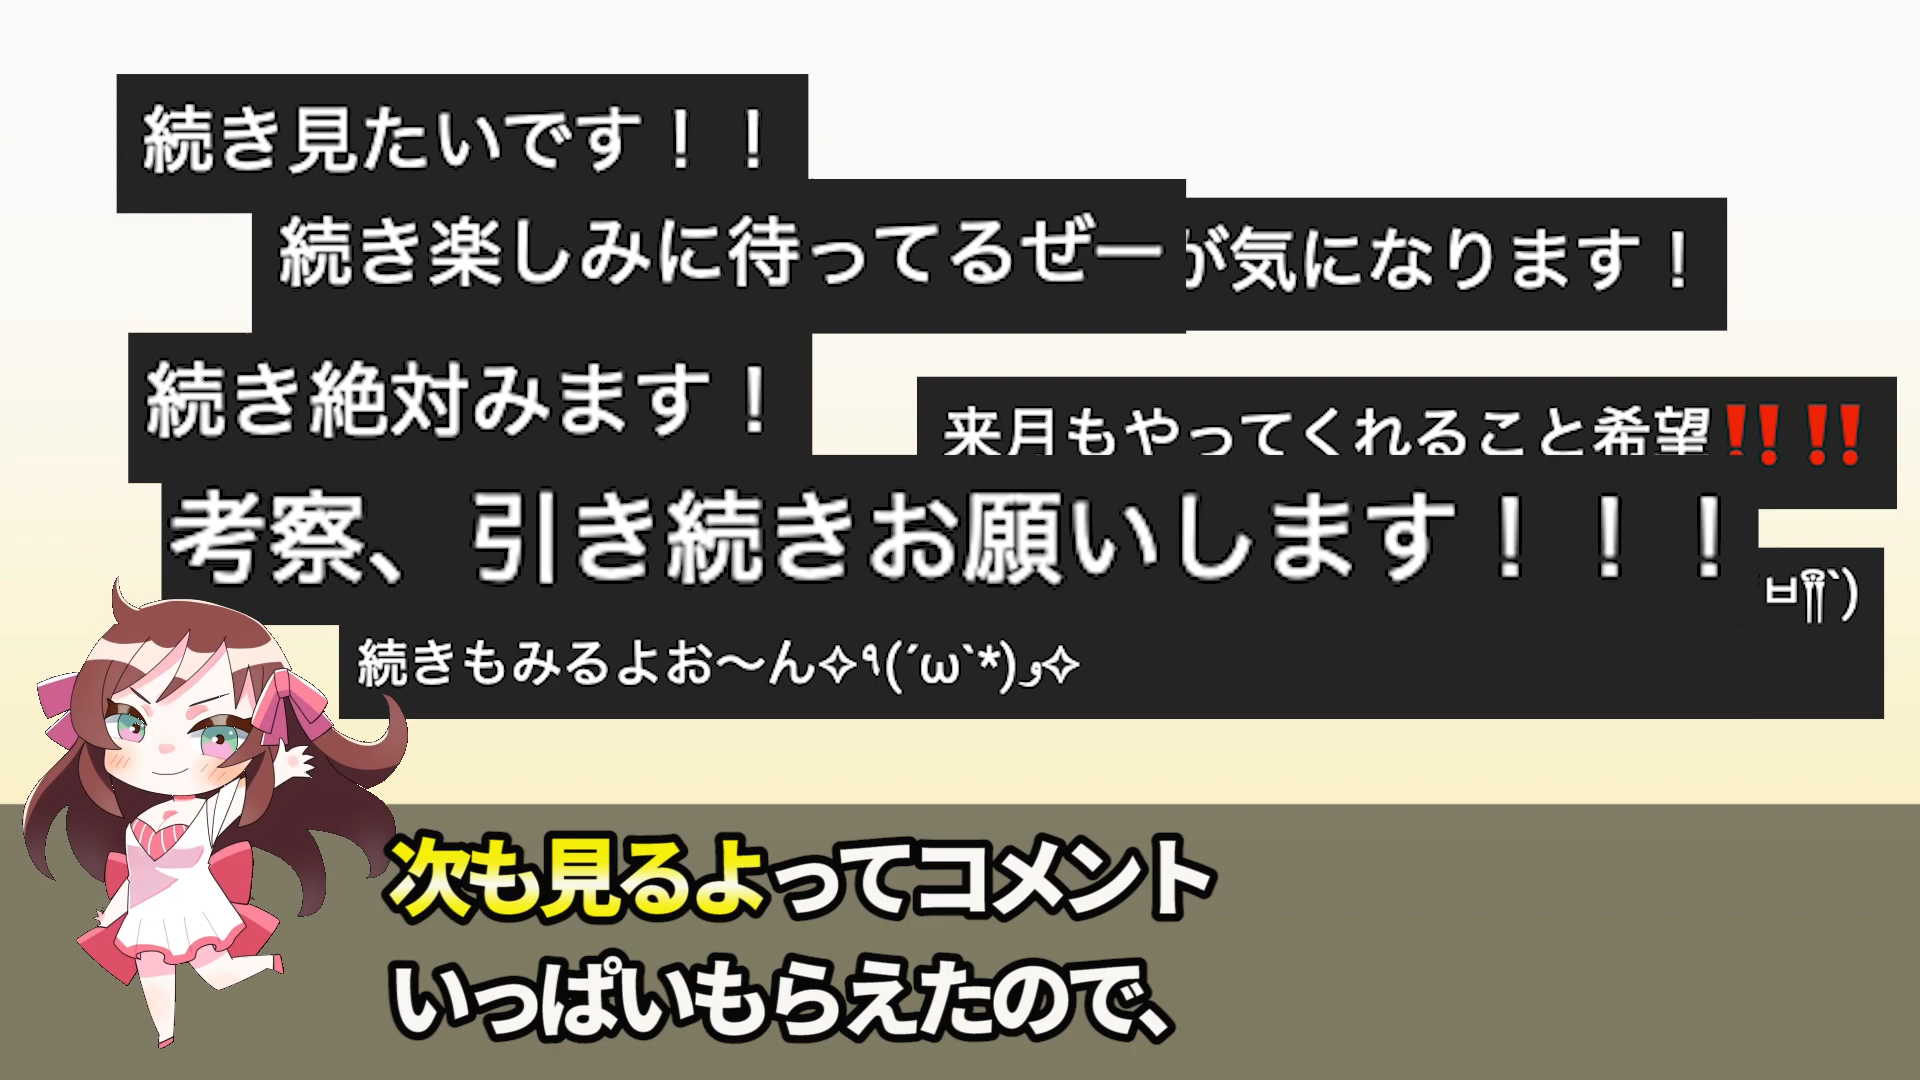 続き見たいです！！
続き楽しみに待ってるぜー
が気になります！
続き絶対みます！
来月もやってくれること希望‼️‼️
考察、引き続きお願いします！！！
続きもみるよお〜ん✧٩(´ω`*)و✧
次も見るよってコメント
いっぱいもらえたので、